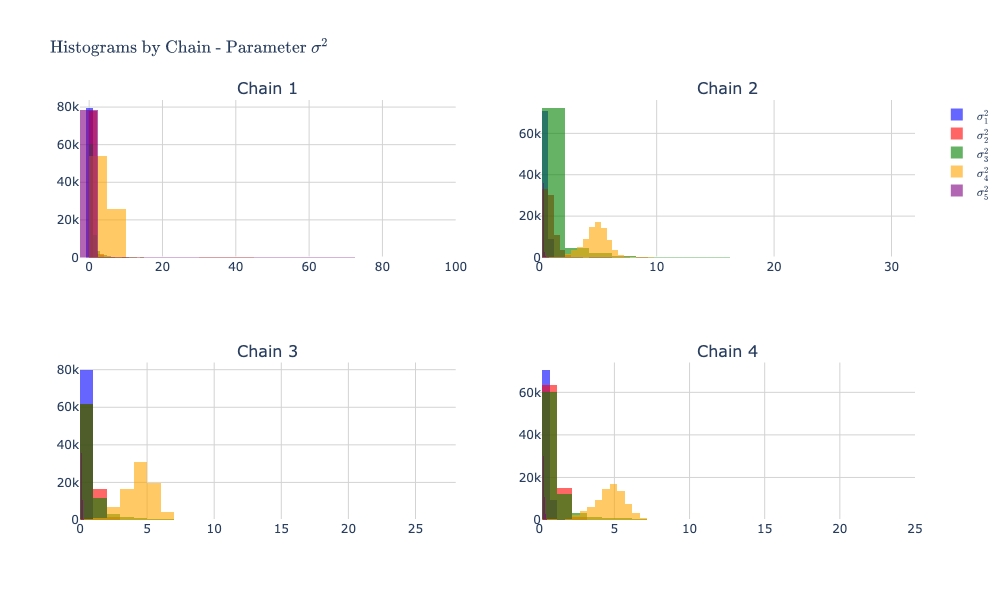 Histograms by Chain - Parameter σ²
Chain 1
80k
60k
40k
20k
0
0 20 40 60 80 100
Chain 2
60k
40k
20k
0
0 10 20 30
σ₁²
σ₂²
σ₃²
σ₄²
σ₅²
Chain 3
80k
60k
40k
20k
0
0 5 10 15 20
Chain 4
60k
40k
20k
0
0 5 10 15 20 25